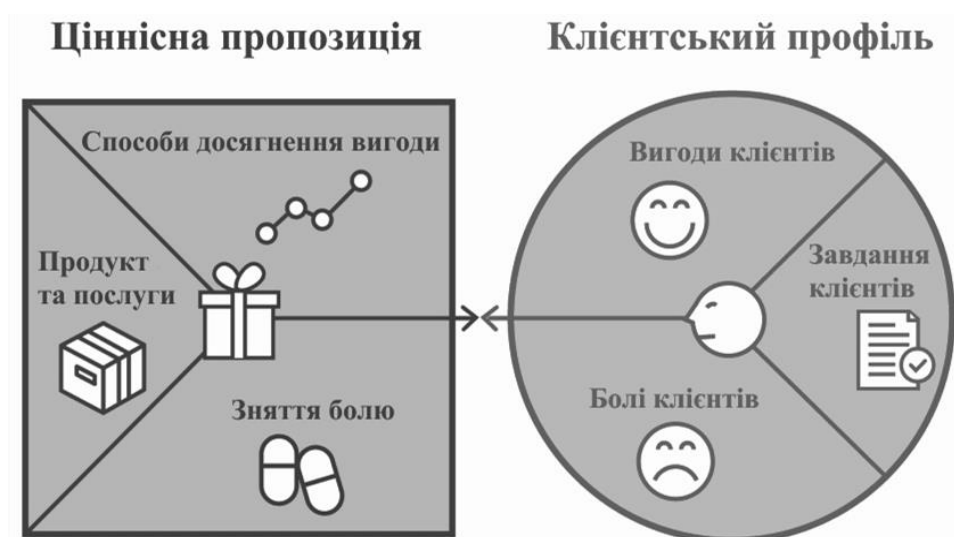 Ціннісна пропозиція
Способи досягнення вигоди
Продукт
та послуги
Зняття болю
Клієнтський профіль
Вигоди клієнтів
Завдання
клієнтів
Болі клієнтів